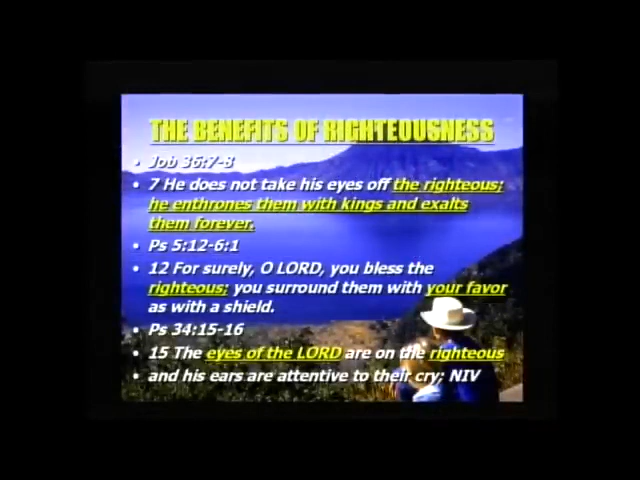 THE BENEFITS OF RIGHTEOUSNESS
• Job 36:7-8
• 7 He does not take his eyes off the righteous;
he enthrones them with kings and exalts
them forever.
• Ps 5:12-6:1
• 12 For surely, O LORD, you bless the
righteous; you surround them with your favor
as with a shield.
• Ps 34:15-16
• 15 The eyes of the LORD are on the righteous
• and his ears are attentive to their cry; NIV